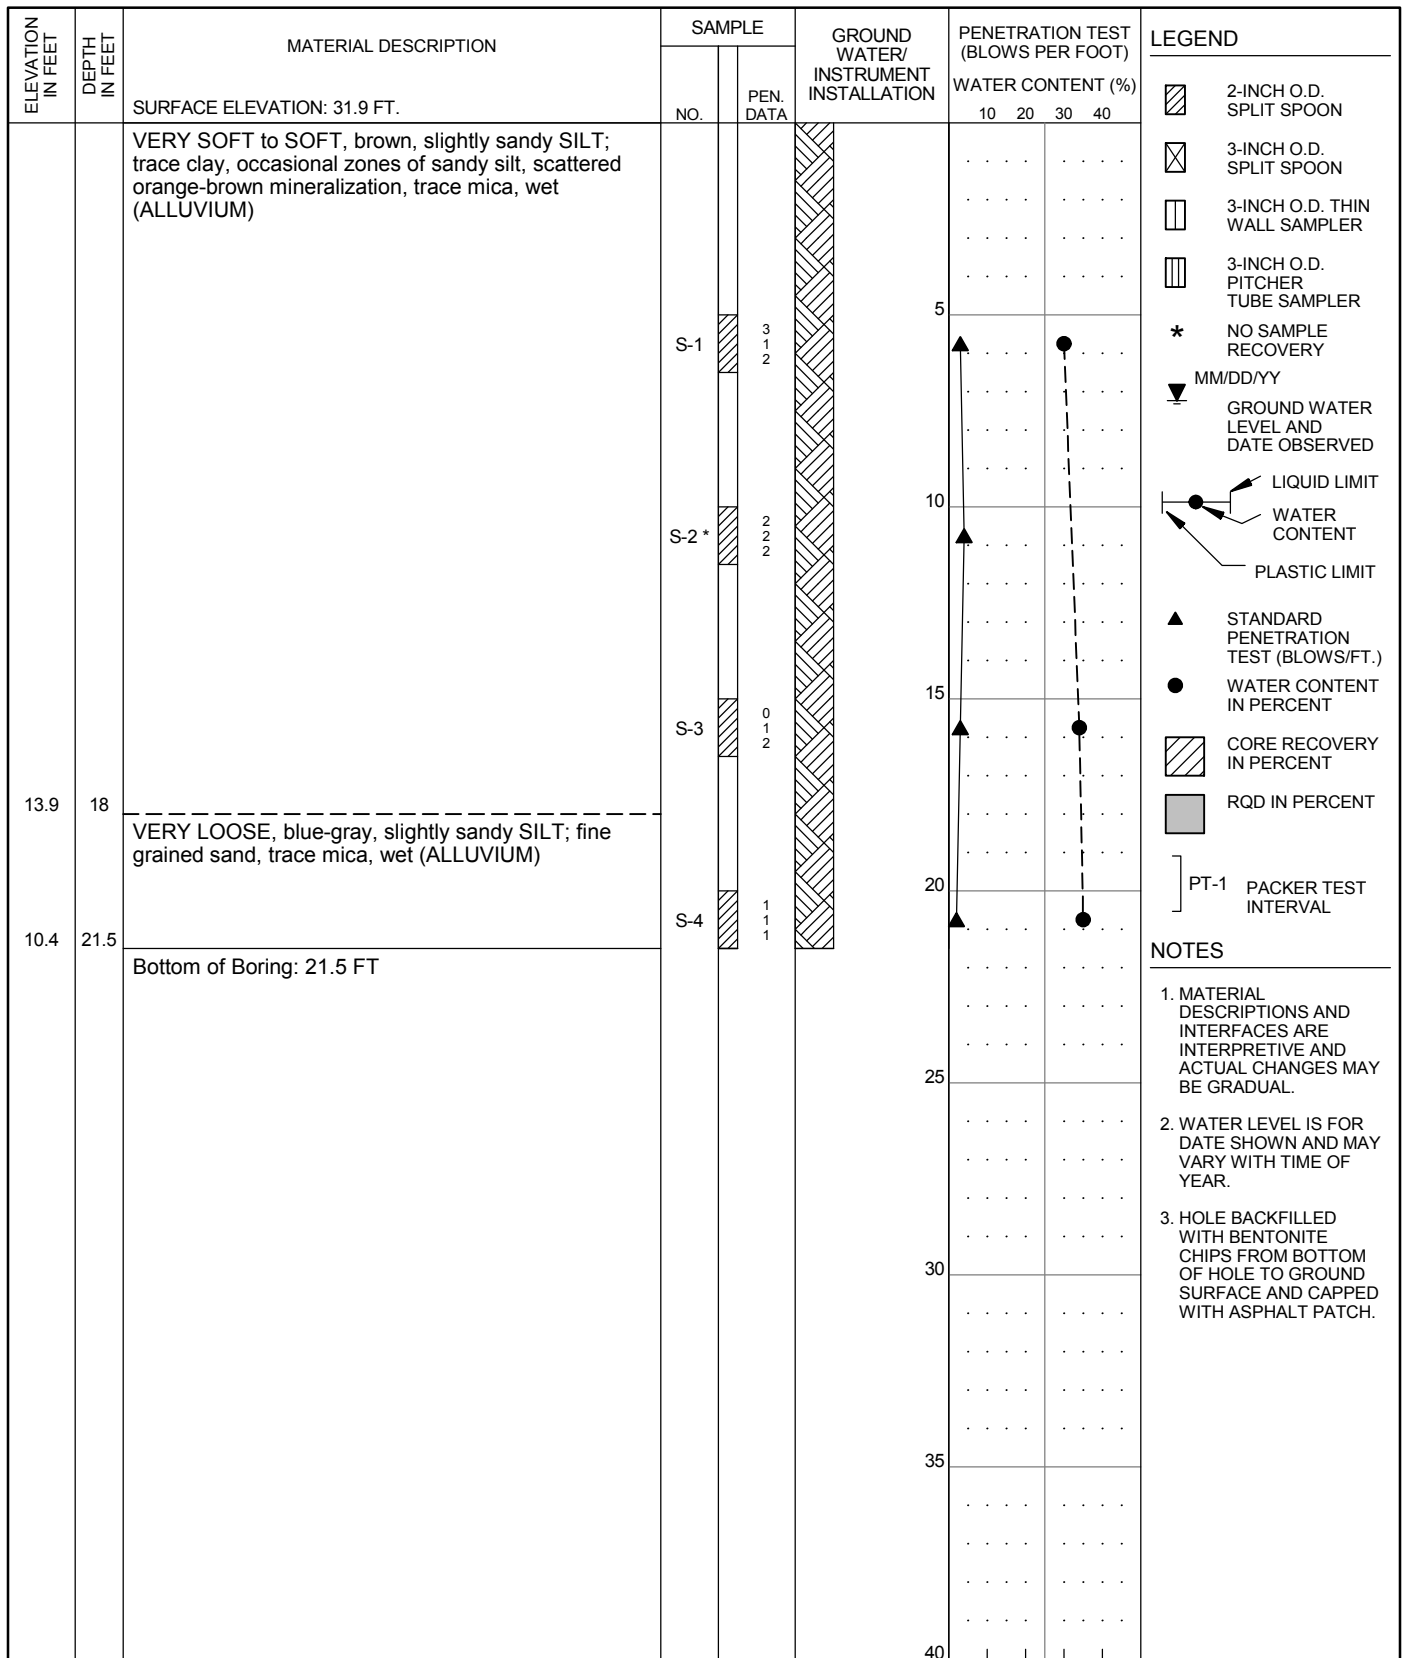 ELEVATION
IN FEET
DEPTH
IN FEET
MATERIAL DESCRIPTION
SURFACE ELEVATION: 31.9 FT.
SAMPLE
NO.
PEN.
DATA
GROUND
WATER/
INSTRUMENT
INSTALLATION
PENETRATION TEST
(BLOWS PER FOOT)
WATER CONTENT (%)
10 20 30 40
VERY SOFT to SOFT, brown, slightly sandy SILT;
trace clay, occasional zones of sandy silt, scattered
orange-brown mineralization, trace mica, wet
(ALLUVIUM)
5
S-1
3
1
2
10
S-2 *
2
2
2
15
S-3
0
1
2
13.9 18
VERY LOOSE, blue-gray, slightly sandy SILT; fine
grained sand, trace mica, wet (ALLUVIUM)
20
S-4
1
1
1
10.4 21.5
Bottom of Boring: 21.5 FT
25
30
35
40
LEGEND
2-INCH O.D.
SPLIT SPOON
3-INCH O.D.
SPLIT SPOON
3-INCH O.D. THIN
WALL SAMPLER
3-INCH O.D.
PITCHER
TUBE SAMPLER
* NO SAMPLE
RECOVERY
MM/DD/YY
GROUND WATER
LEVEL AND
DATE OBSERVED
LIQUID LIMIT
WATER
CONTENT
PLASTIC LIMIT
STANDARD
PENETRATION
TEST (BLOWS/FT.)
WATER CONTENT
IN PERCENT
CORE RECOVERY
IN PERCENT
RQD IN PERCENT
PT-1 PACKER TEST
INTERVAL
NOTES
1. MATERIAL
DESCRIPTIONS AND
INTERFACES ARE
INTERPRETIVE AND
ACTUAL CHANGES MAY
BE GRADUAL.
2. WATER LEVEL IS FOR
DATE SHOWN AND MAY
VARY WITH TIME OF
YEAR.
3. HOLE BACKFILLED
WITH BENTONITE
CHIPS FROM BOTTOM
OF HOLE TO GROUND
SURFACE AND CAPPED
WITH ASPHALT PATCH.